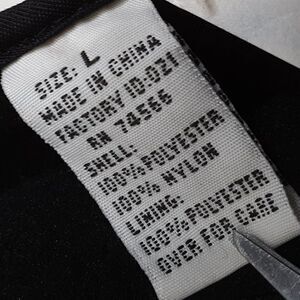 SIZE: L
MADE IN CHINA
FACTORY ID:021
RN 74566
SHELL:
100% POLYESTER
100% NYLON
LINING:
100% POLYESTER
OVER FOR CARE